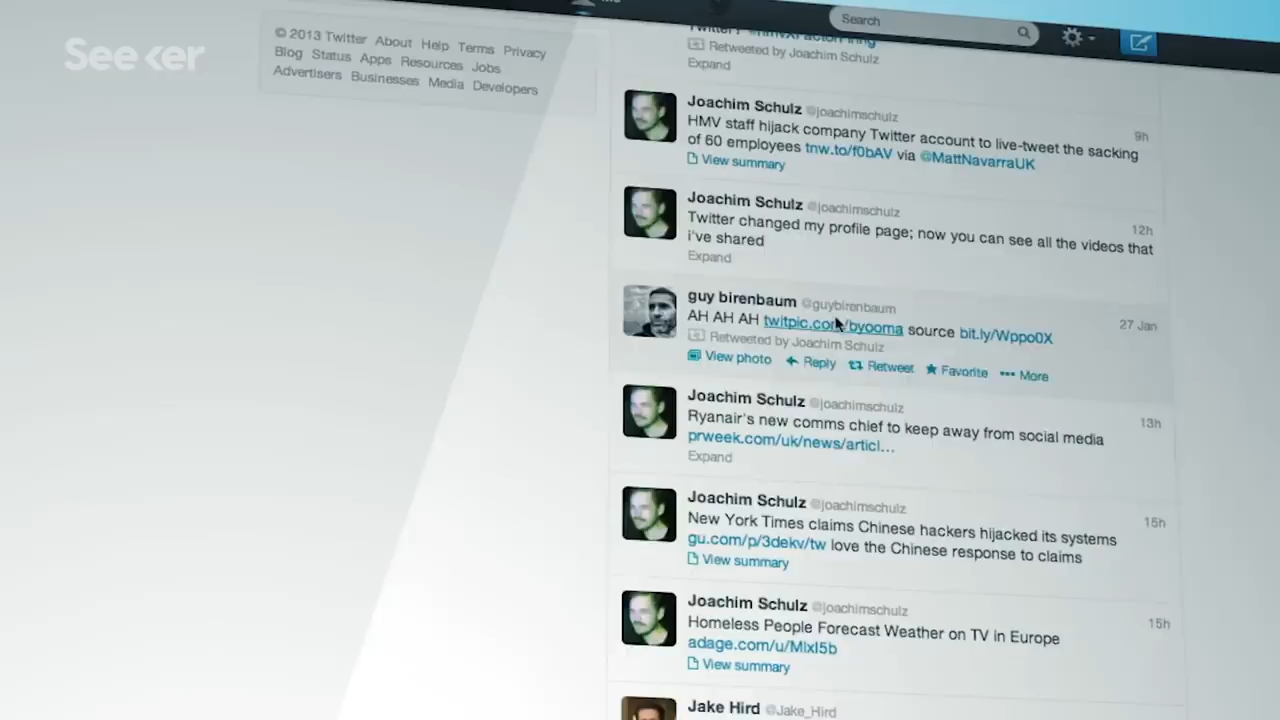 Seeker
© 2013 Twitter About Help Terms Privacy
Blog Status Apps Resources Jobs
Advertisers Businesses Media Developers
Search
Retweeted by Joachim Schulz
Expand
Joachim Schulz @joachimschulz 9h
HMV staff hijack company Twitter account to live-tweet the sacking
of 60 employees tnw.to/f0bAV via @MattNavarraUK
View summary
Joachim Schulz @joachimschulz 12h
Twitter changed my profile page; now you can see all the videos that
i've shared
Expand
guy birenbaum @guybirenbaum 27 Jan
AH AH AH twitpic.com/byooma source bit.ly/Wppo0X
Retweeted by Joachim Schulz
View photo Reply Retweet Favorite More
Joachim Schulz @joachimschulz 13h
Ryanair's new comms chief to keep away from social media
prweek.com/uk/news/articl...
Expand
Joachim Schulz @joachimschulz 15h
New York Times claims Chinese hackers hijacked its systems
gu.com/p/3dekv/tw love the Chinese response to claims
View summary
Joachim Schulz @joachimschulz 15h
Homeless People Forecast Weather on TV in Europe
adage.com/u/MlxI5b
View summary
Jake Hird @Jake_Hird